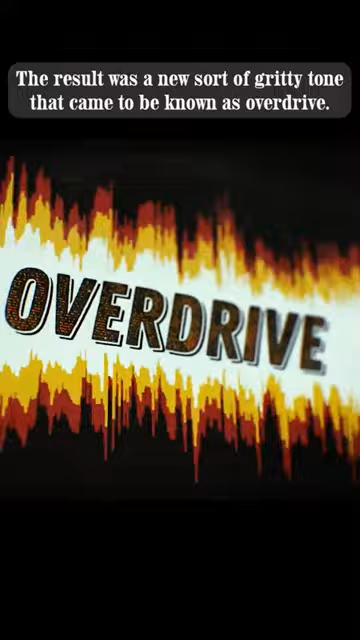 The result was a new sort of gritty tone
that came to be known as overdrive.
OVERDRIVE